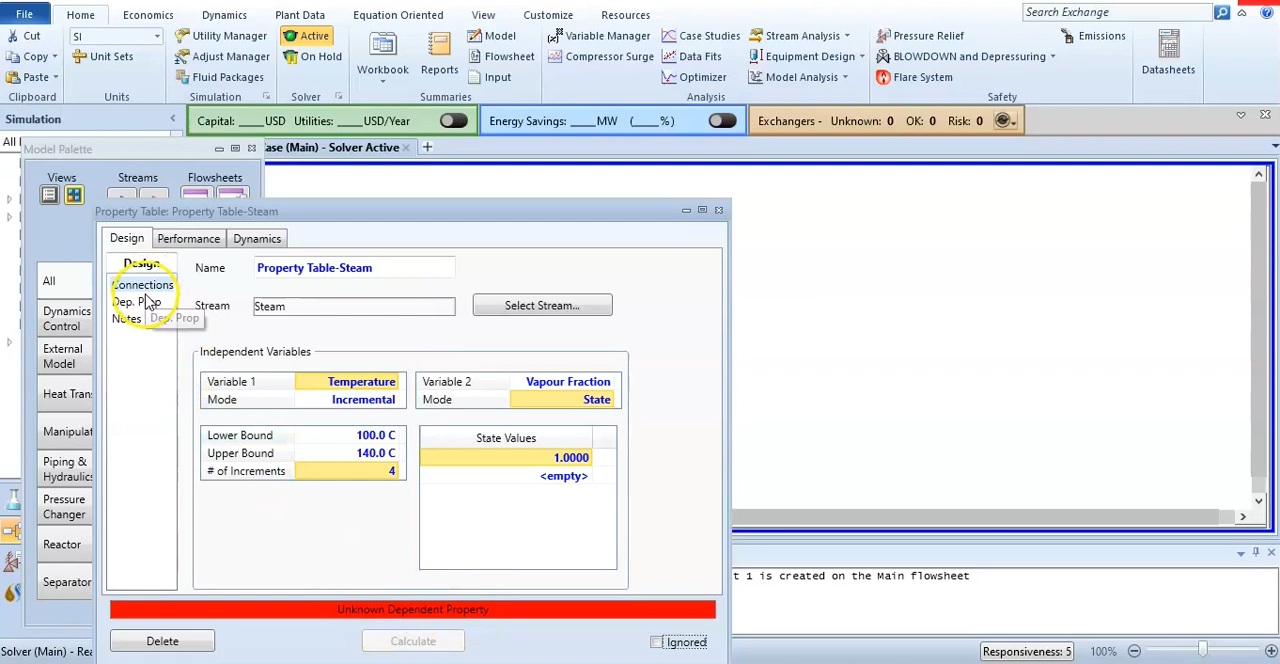 File Home Economics Dynamics Plant Data Equation Oriented View Customize Resources Search Exchange
Cut SI Utility Manager Active Model Variable Manager Case Studies Stream Analysis Pressure Relief Emissions
Copy Unit Sets Adjust Manager On Hold Workbook Reports Flowsheet Compressor Surge Data Fits Equipment Design BLOWDOWN and Depressuring Datasheets
Paste Fluid Packages Input Optimizer Model Analysis Flare System
Clipboard Units Simulation Solver Summaries Analysis Safety
Capital: ____USD Utilities: ____USD/Year Energy Savings: ____MW (____%) Exchangers - Unknown: 0 OK: 0 Risk: 0
Simulation
All
Model Palette
ase (Main) - Solver Active
Views Streams Flowsheets
All
Dynamics
Control
External
Model
Heat Trans
Manipulat
Piping &
Hydraulics
Pressure
Changer
Reactor
Separator
Property Table: Property Table-Steam
Design Performance Dynamics
Design
Connections
Dep. Prop
Notes
Dep. Prop
Name Property Table-Steam
Stream Steam Select Stream...
Independent Variables
Variable 1 Temperature
Mode Incremental
Variable 2 Vapour Fraction
Mode State
Lower Bound 100.0 C
Upper Bound 140.0 C
# of Increments 4
State Values
1.0000
<empty>
Unknown Dependent Property
Delete Calculate Ignored
t 1 is created on the Main flowsheet
Solver (Main) - Rea Responsiveness: 5 100%